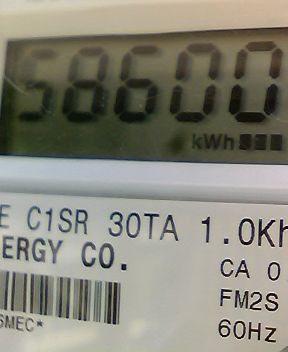 58600
kWh
E C1SR 30TA 1.0Kh
ERGY CO.
CA 0
FM2S
SMEC*
60Hz